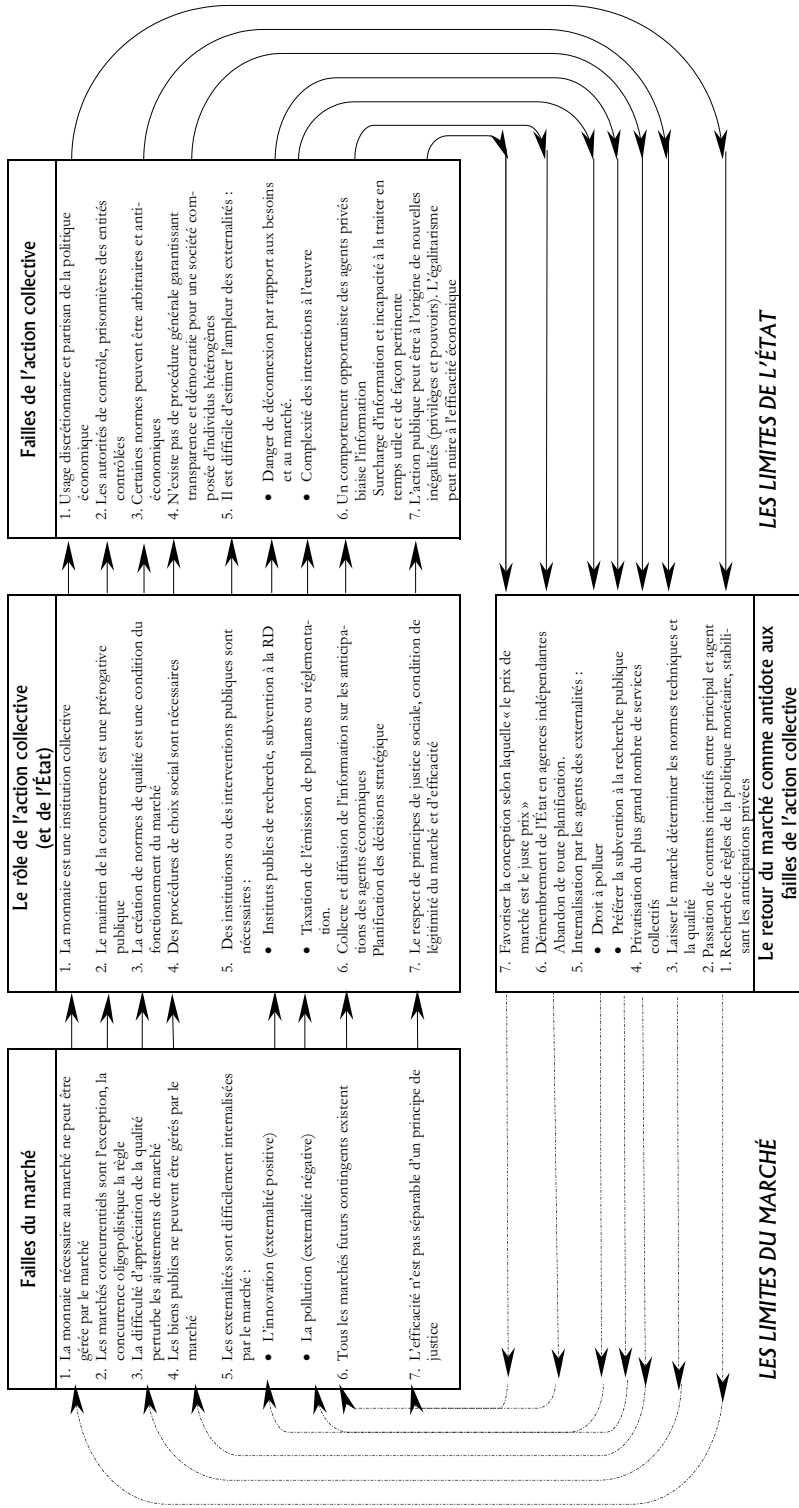 Failles du marché
1. La monnaie nécessaire au marché ne peut être
gérée par le marché
2. Les marchés concurrentiels sont l'exception, la
concurrence oligopolistique la règle
3. La difficulté d'appréciation de la qualité
perturbe les ajustements de marché
4. Les biens publics ne peuvent être gérés par le
marché
5. Les externalités sont difficilement internalisées
par le marché :
• L'innovation (externalité positive)
• La pollution (externalité négative)
6. Tous les marchés futurs contingents existent
7. L'efficacité n'est pas séparable d'un principe de
justice
Le rôle de l'action collective
(et de l'État)
1. La monnaie est une institution collective
2. Le maintien de la concurrence est une prérogative
publique
3. La création de normes de qualité est une condition du
fonctionnement du marché
4. Des procédures de choix social sont nécessaires
5. Des institutions ou des interventions publiques sont
nécessaires :
• Instituts publics de recherche, subvention à la RD
• Taxation de l'émission de polluants ou réglementa-
tion.
6. Collecte et diffusion de l'information sur les anticipa-
tions des agents économiques
Planification des décisions stratégique
7. Le respect de principes de justice sociale, condition de
légitimité du marché et d'efficacité
Failles de l'action collective
1. Usage discrétionnaire et partisan de la politique
économique
2. Les autorités de contrôle, prisonnières des entités
contrôlées
3. Certaines normes peuvent être arbitraires et anti-
économiques
4. N'existe pas de procédure générale garantissant
transparence et démocratie pour une société com-
posée d'individus hétérogènes
5. Il est difficile d'estimer l'ampleur des externalités :
• Danger de déconnexion par rapport aux besoins
et au marché.
• Complexité des interactions à l'œuvre
6. Un comportement opportuniste des agents privés
biaise l'information
Surcharge d'information et incapacité à la traiter en
temps utile et de façon pertinente
7. L'action publique peut être à l'origine de nouvelles
inégalités (privilèges et pouvoirs). L'égalitarisme
peut nuire à l'efficacité économique
7. Favoriser la conception selon laquelle « le prix de
marché est le juste prix »
6. Démembrement de l'État en agences indépendantes
Abandon de toute planification.
5. Internalisation par les agents des externalités :
• Droit à polluer
• Préférer la subvention à la recherche publique
4. Privatisation du plus grand nombre de services
collectifs
3. Laisser le marché déterminer les normes techniques et
la qualité
2. Passation de contrats incitatifs entre principal et agent
1. Recherche de règles de la politique monétaire, stabili-
sant les anticipations privées
Le retour du marché comme antidote aux
failles de l'action collective
LES LIMITES DU MARCHÉ
LES LIMITES DE L'ÉTAT